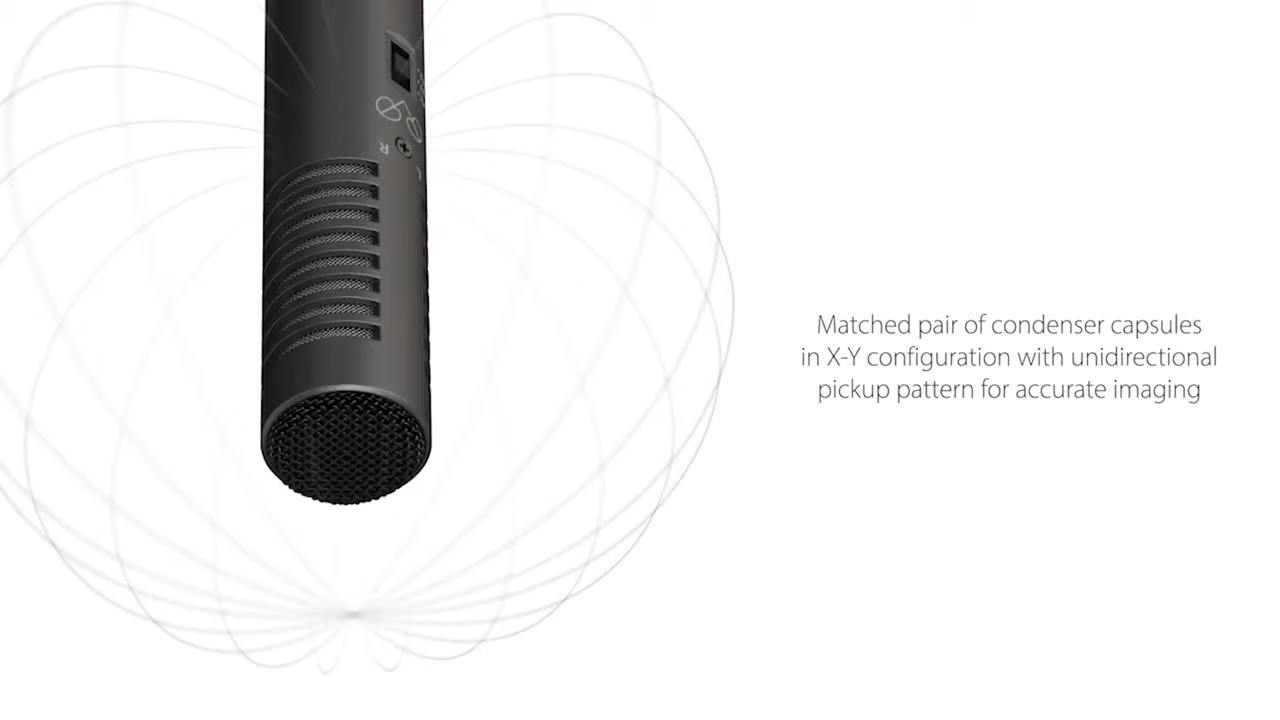 R
L
Matched pair of condenser capsules
in X-Y configuration with unidirectional
pickup pattern for accurate imaging